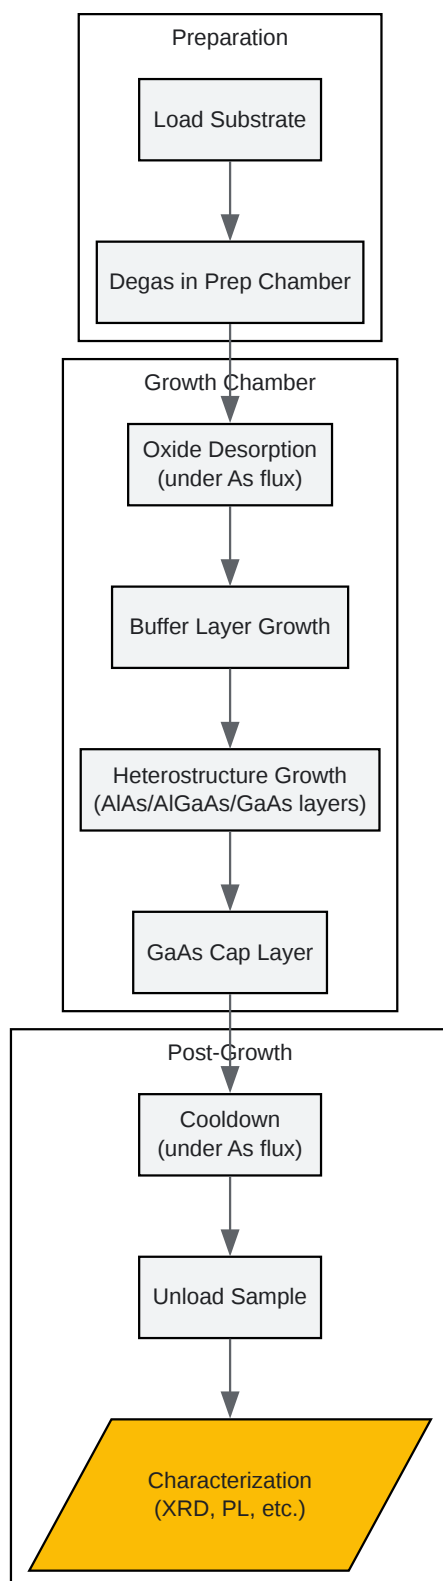 Preparation
Load Substrate
Degas in Prep Chamber
Growth Chamber
Oxide Desorption
(under As flux)
Buffer Layer Growth
Heterostructure Growth
(AlAs/AlGaAs/GaAs layers)
GaAs Cap Layer
Post-Growth
Cooldown
(under As flux)
Unload Sample
Characterization
(XRD, PL, etc.)